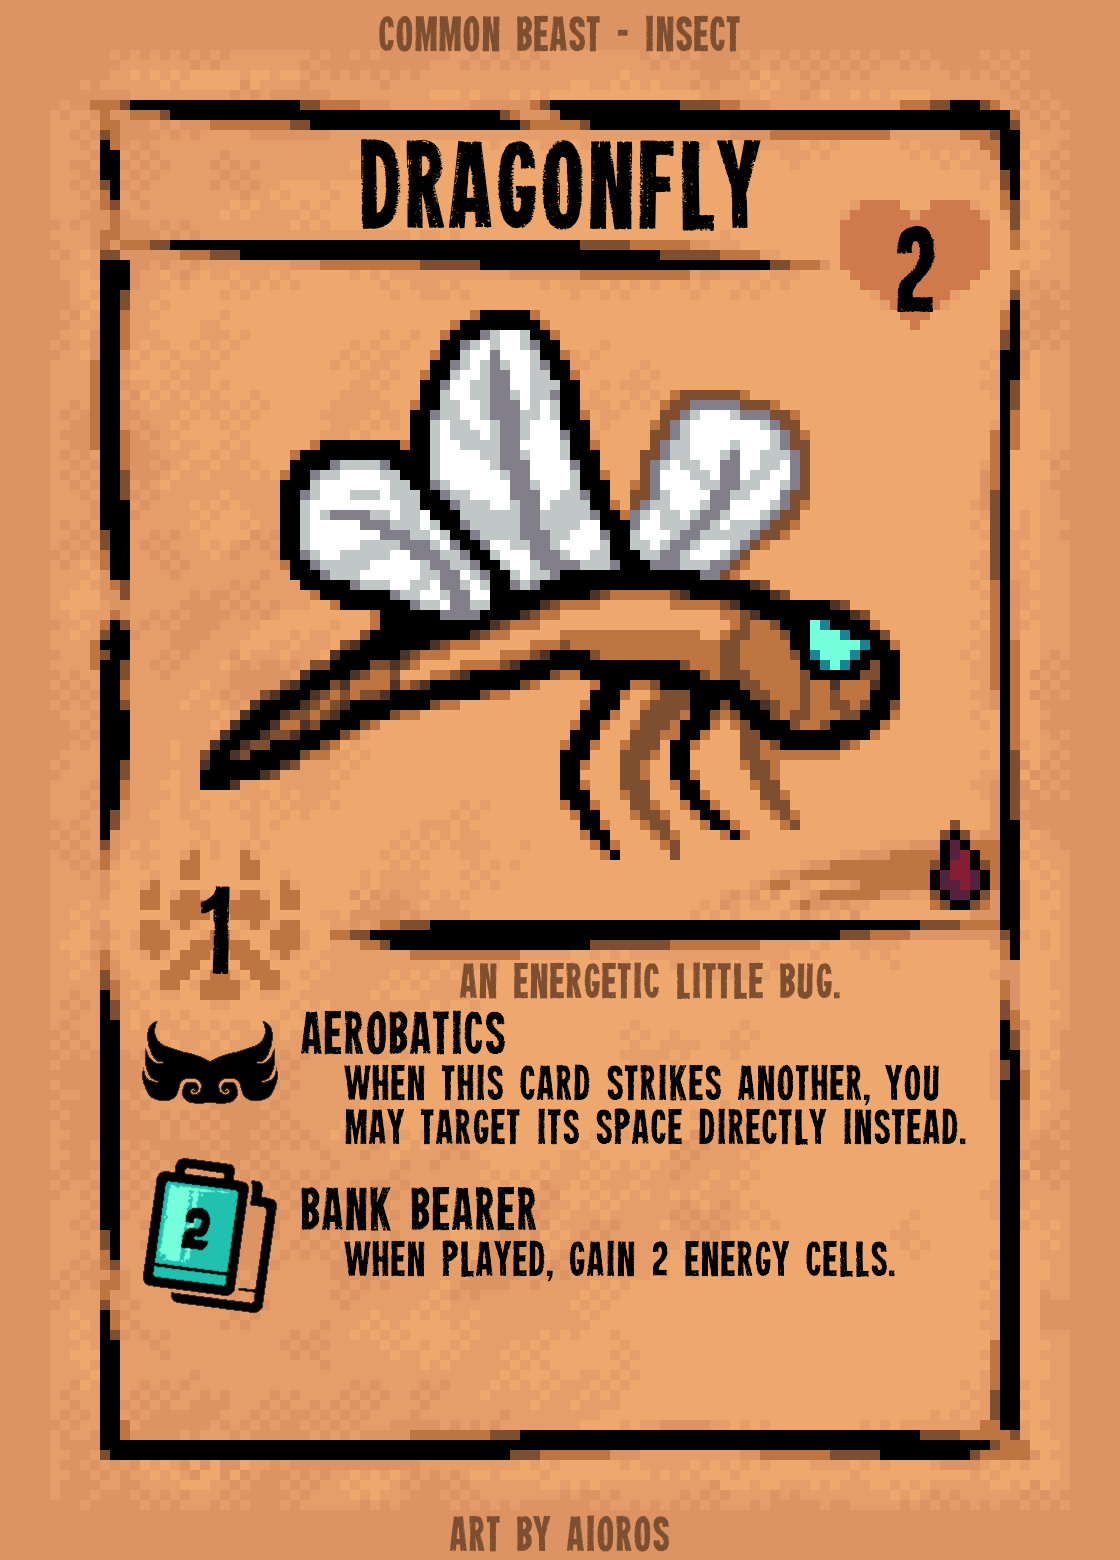 COMMON BEAST - INSECT
DRAGONFLY
2
1
AN ENERGETIC LITTLE BUG.
AEROBATICS
WHEN THIS CARD STRIKES ANOTHER, YOU
MAY TARGET ITS SPACE DIRECTLY INSTEAD.
2
BANK BEARER
WHEN PLAYED, GAIN 2 ENERGY CELLS.
ART BY AIOROS